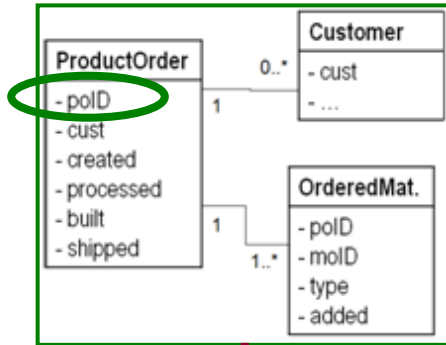 ProductOrder
- poID
- cust
- created
- processed
- built
- shipped
1
0..*
Customer
- cust
- ...
1
1..*
OrderedMat.
- poID
- moID
- type
- added